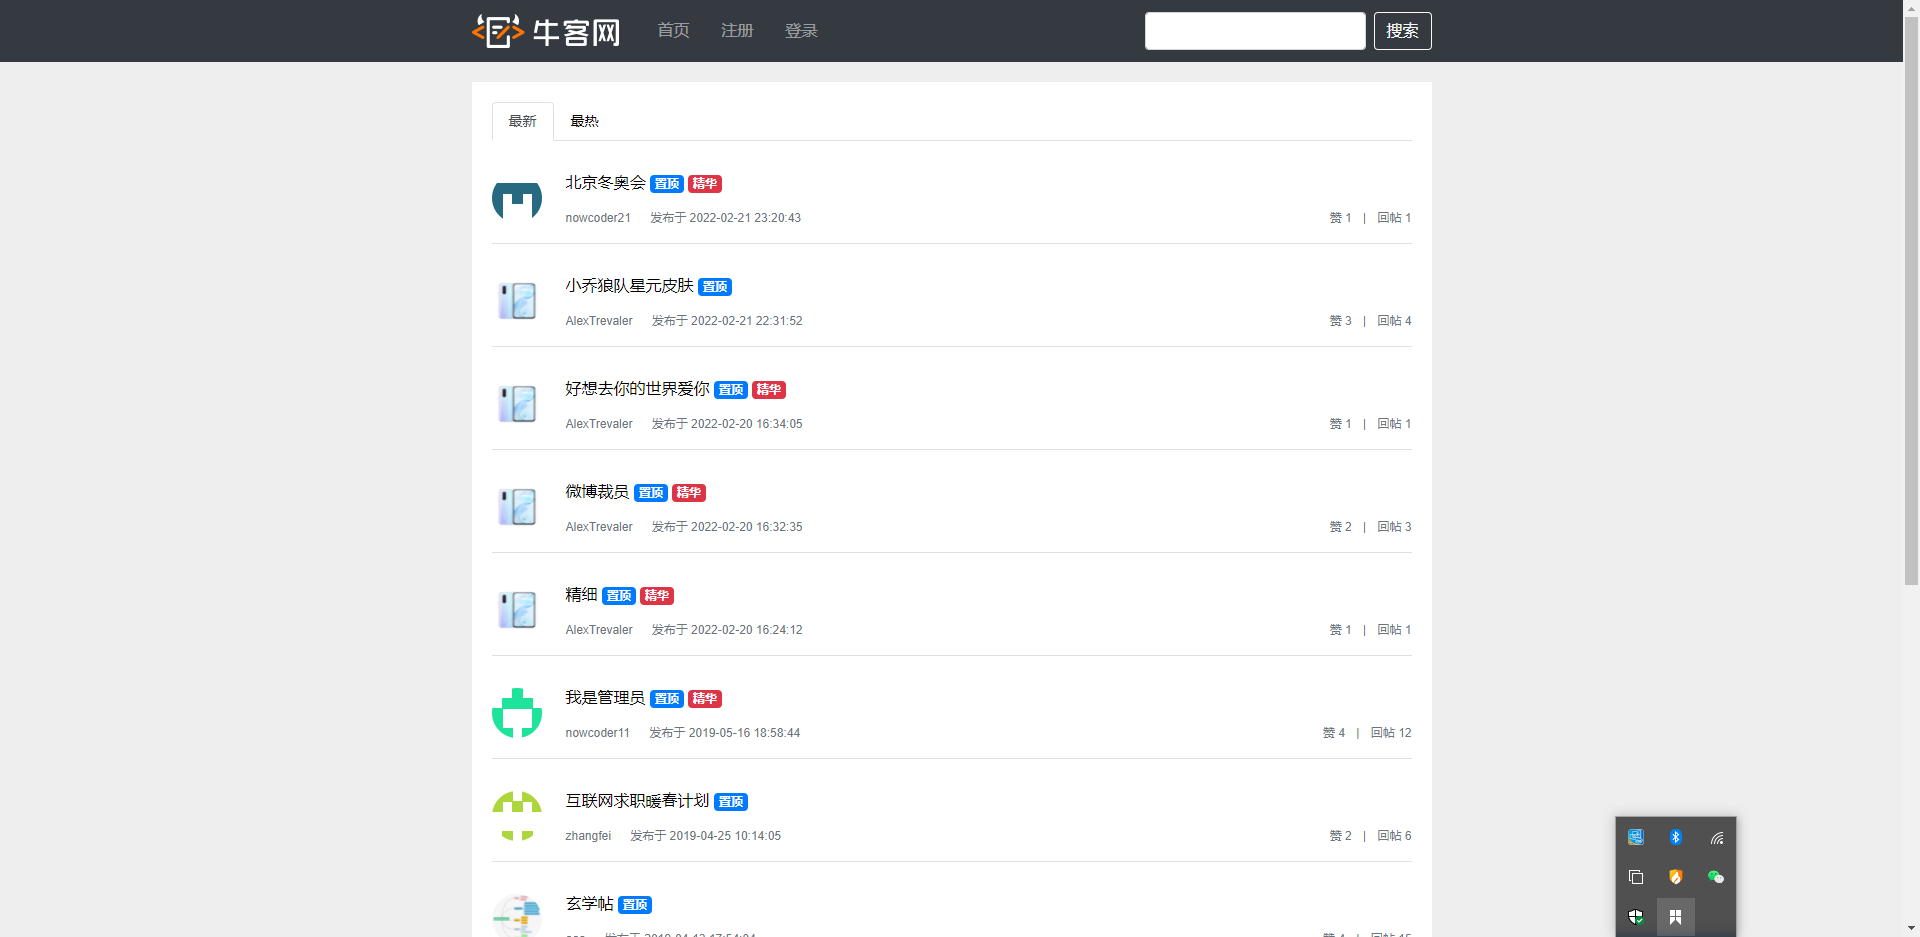 牛客网 首页 注册 登录 搜索
最新 最热
北京冬奥会 置顶 精华
nowcoder21 发布于 2022-02-21 23:20:43 赞 1 | 回帖 1
小乔狼队星元皮肤 置顶
AlexTrevaler 发布于 2022-02-21 22:31:52 赞 3 | 回帖 4
好想去你的世界爱你 置顶 精华
AlexTrevaler 发布于 2022-02-20 16:34:05 赞 1 | 回帖 1
微博裁员 置顶 精华
AlexTrevaler 发布于 2022-02-20 16:32:35 赞 2 | 回帖 3
精细 置顶 精华
AlexTrevaler 发布于 2022-02-20 16:24:12 赞 1 | 回帖 1
我是管理员 置顶 精华
nowcoder11 发布于 2019-05-16 18:58:44 赞 4 | 回帖 12
互联网求职暖春计划 置顶
zhangfei 发布于 2019-04-25 10:14:05 赞 2 | 回帖 6
玄学帖 置顶
发布于